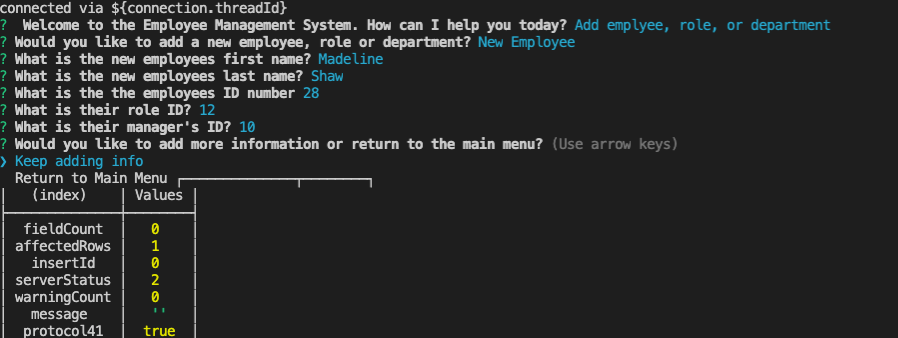 connected via ${connection.threadId}
?  Welcome to the Employee Management System. How can I help you today? Add emplyee, role, or department
? Would you like to add a new employee, role or department? New Employee
? What is the new employees first name? Madeline
? What is the new employees last name? Shaw
? What is the the employees ID number 28
? What is their role ID? 12
? What is their manager's ID? 10
? Would you like to add more information or return to the main menu? (Use arrow keys)
❯ Keep adding info
Return to Main Menu
(index) Values
fieldCount 0
affectedRows 1
insertId 0
serverStatus 2
warningCount 0
message ''
protocol41 true